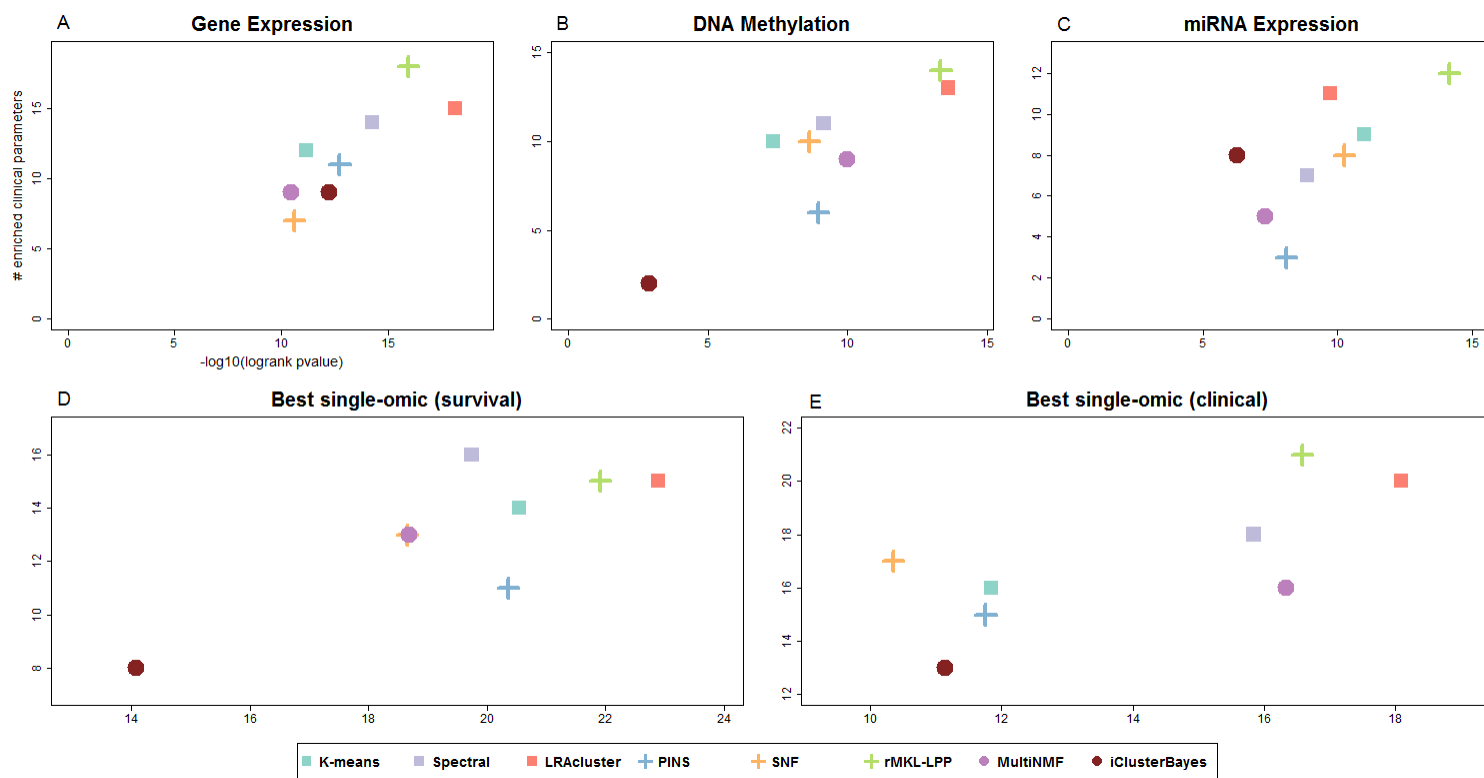 A Gene Expression
B DNA Methylation
C miRNA Expression
# enriched clinical parameters
15
10
5
0
0 5 10 15
-log10(logrank pvalue)
15
10
5
0
0 5 10 15
12
10
8
6
4
2
0
0 5 10 15
D Best single-omic (survival)
E Best single-omic (clinical)
16
14
12
10
8
14 16 18 20 22 24
22
20
18
16
14
12
10 12 14 16 18
K-means Spectral LRAcluster PINS SNF rMKL-LPP MultiNMF iClusterBayes